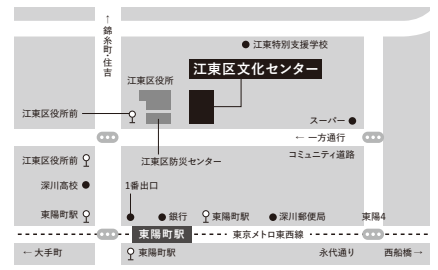 ↑錦糸町・住吉
江東特別支援学校
江東区文化センター
江東区役所
江東区役所前
スーパー
← 一方通行
コミュニティ道路
江東区役所前
江東区防災センター
深川高校
1番出口
東陽町駅
銀行
東陽町駅
深川郵便局
東陽4
東陽町駅
東京メトロ東西線
← 大手町
東陽町駅
永代通り
西船橋 →